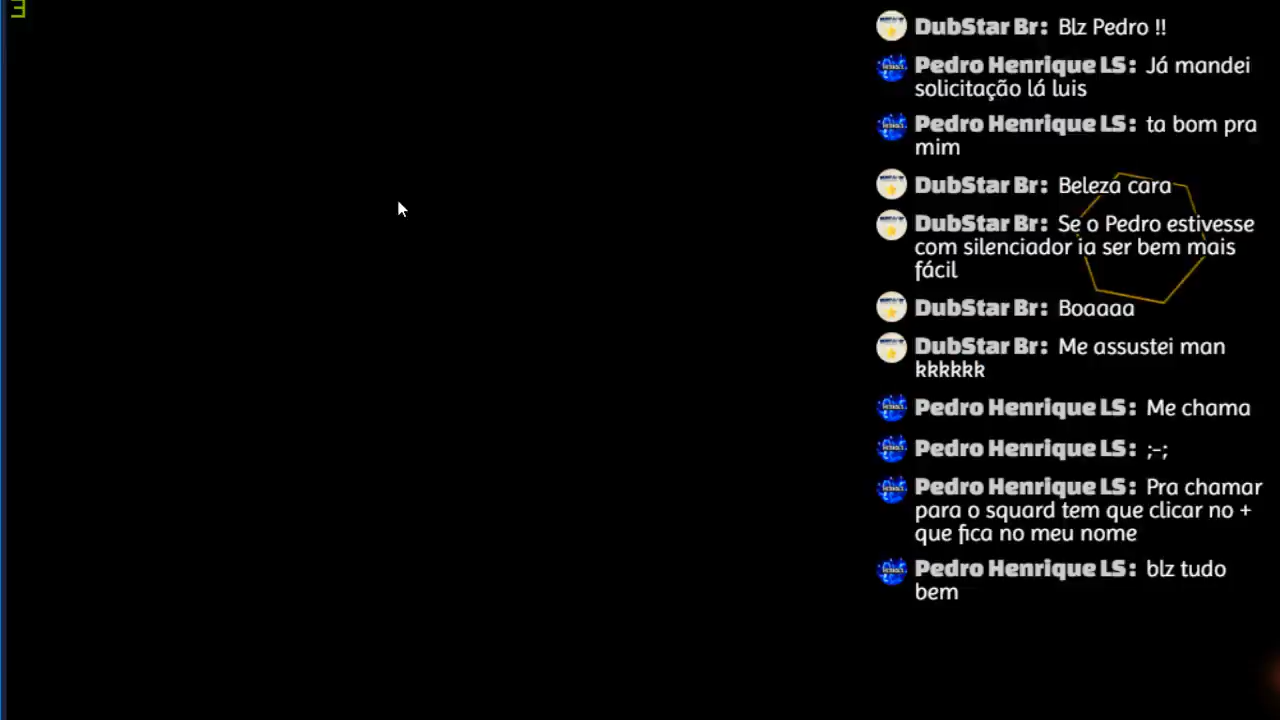 3
DubStar Br: Blz Pedro !!
Pedro Henrique LS: Já mandei
solicitação lá luis
Pedro Henrique LS: ta bom pra
mim
DubStar Br: Beleza cara
DubStar Br: Se o Pedro estivesse
com silenciador ia ser bem mais
fácil
DubStar Br: Boaaaa
DubStar Br: Me assustei man
kkkkkk
Pedro Henrique LS: Me chama
Pedro Henrique LS: ;-;
Pedro Henrique LS: Pra chamar
para o squard tem que clicar no +
que fica no meu nome
Pedro Henrique LS: blz tudo
bem